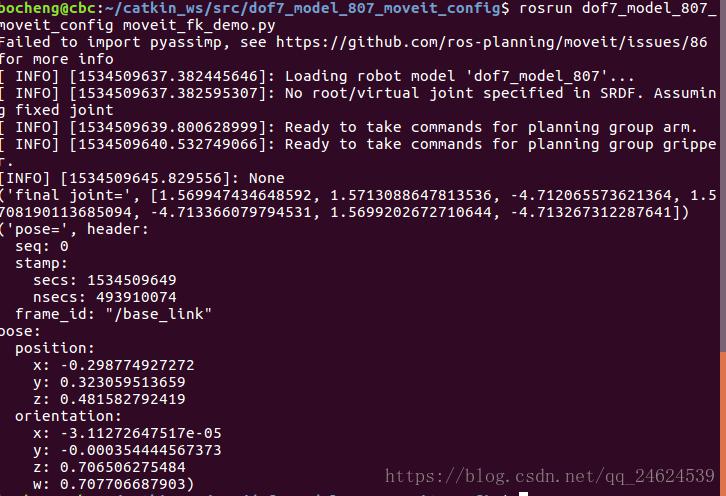 bocheng@cbc:~/catkin_ws/src/dof7_model_807_moveit_config$ rosrun dof7_model_807_
moveit_config moveit_fk_demo.py
Failed to import pyassimp, see https://github.com/ros-planning/moveit/issues/86
for more info
[ INFO] [1534509637.382445646]: Loading robot model 'dof7_model_807'...
[ INFO] [1534509637.382595307]: No root/virtual joint specified in SRDF. Assumin
g fixed joint
[ INFO] [1534509639.800628999]: Ready to take commands for planning group arm.
[ INFO] [1534509640.532749066]: Ready to take commands for planning group grippe
r.
[INFO] [1534509645.829556]: None
('final joint=', [1.569947434648592, 1.5713088647813536, -4.712065573621364, 1.5
708190113685094, -4.713366079794531, 1.5699202672710644, -4.713267312287641])
('pose=', header:
seq: 0
stamp:
secs: 1534509649
nsecs: 493910074
frame_id: "/base_link"
pose:
position:
x: -0.298774927272
y: 0.323059513659
z: 0.481582792419
orientation:
x: -3.11272647517e-05
y: -0.000354444567373
z: 0.706506275484
w: 0.707706687903)
https://blog.csdn.net/qq_24624539